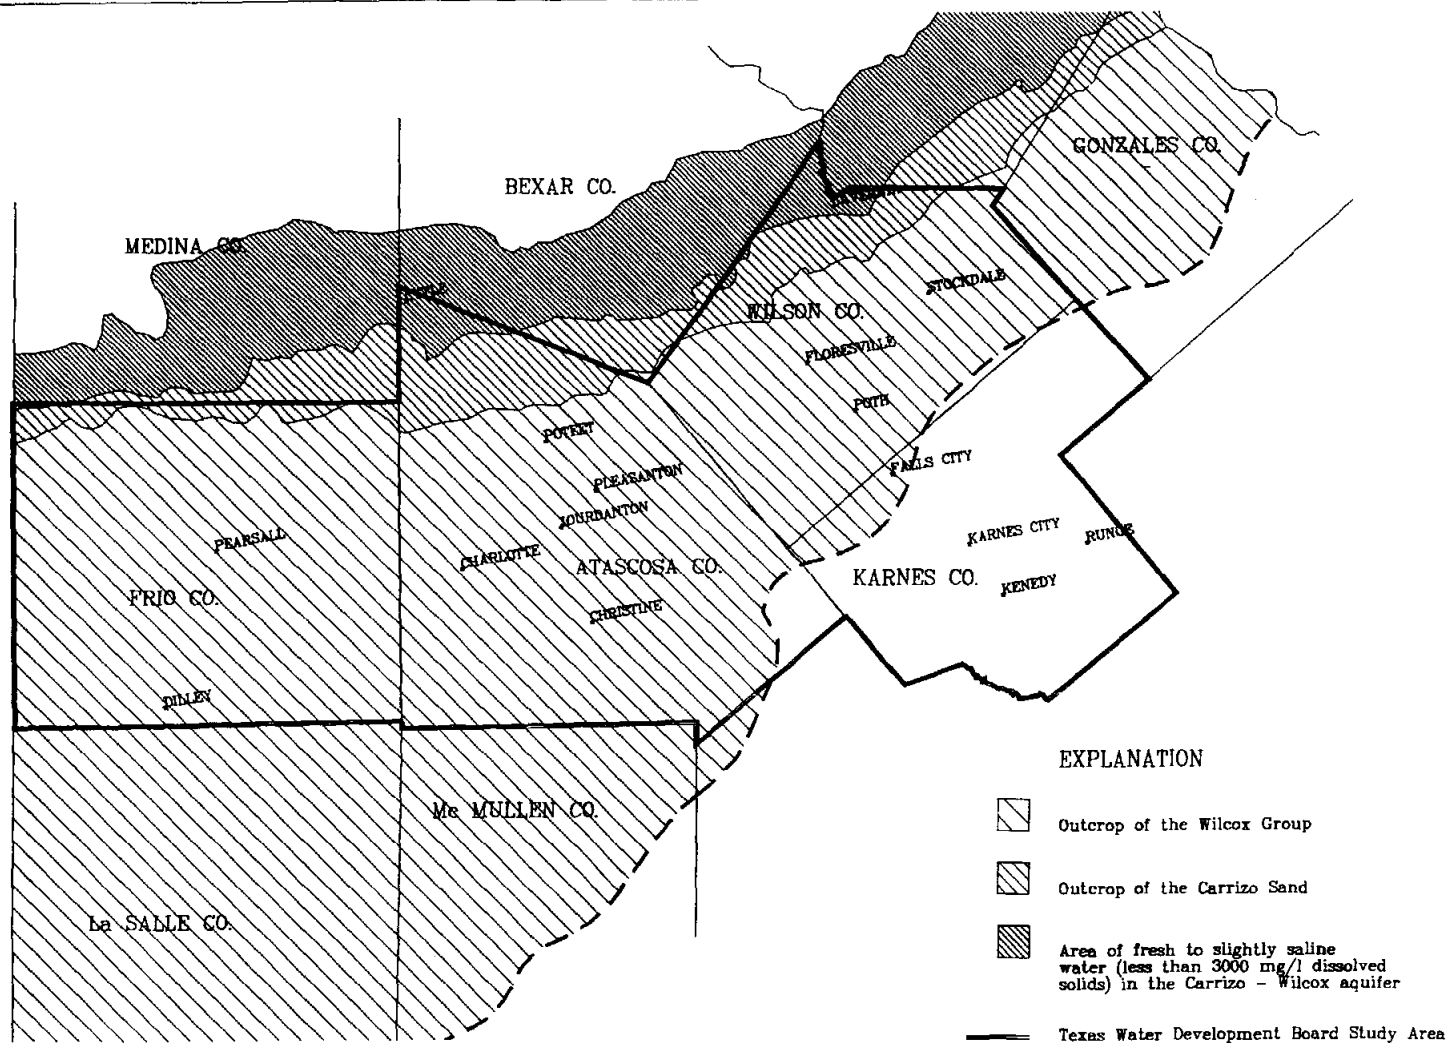 GONZALES CO.
BEXAR CO.
MEDINA CO.
LYTLE
STOCKDALE
WILSON CO.
FLORESVILLE
POTH
POTEET
FALLS CITY
PLEASANTON
JOURDANTON
KARNES CITY
RUNGE
PEARSALL
CHARLOTTE
ATASCOSA CO.
KARNES CO.
KENEDY
FRIO CO.
CHRISTINE
DILLEY
EXPLANATION
Mc MULLEN CO.
Outcrop of the Wilcox Group
Outcrop of the Carrizo Sand
La SALLE CO.
Area of fresh to slightly saline
water (less than 3000 mg/l dissolved
solids) in the Carrizo - Wilcox aquifer
Texas Water Development Board Study Area